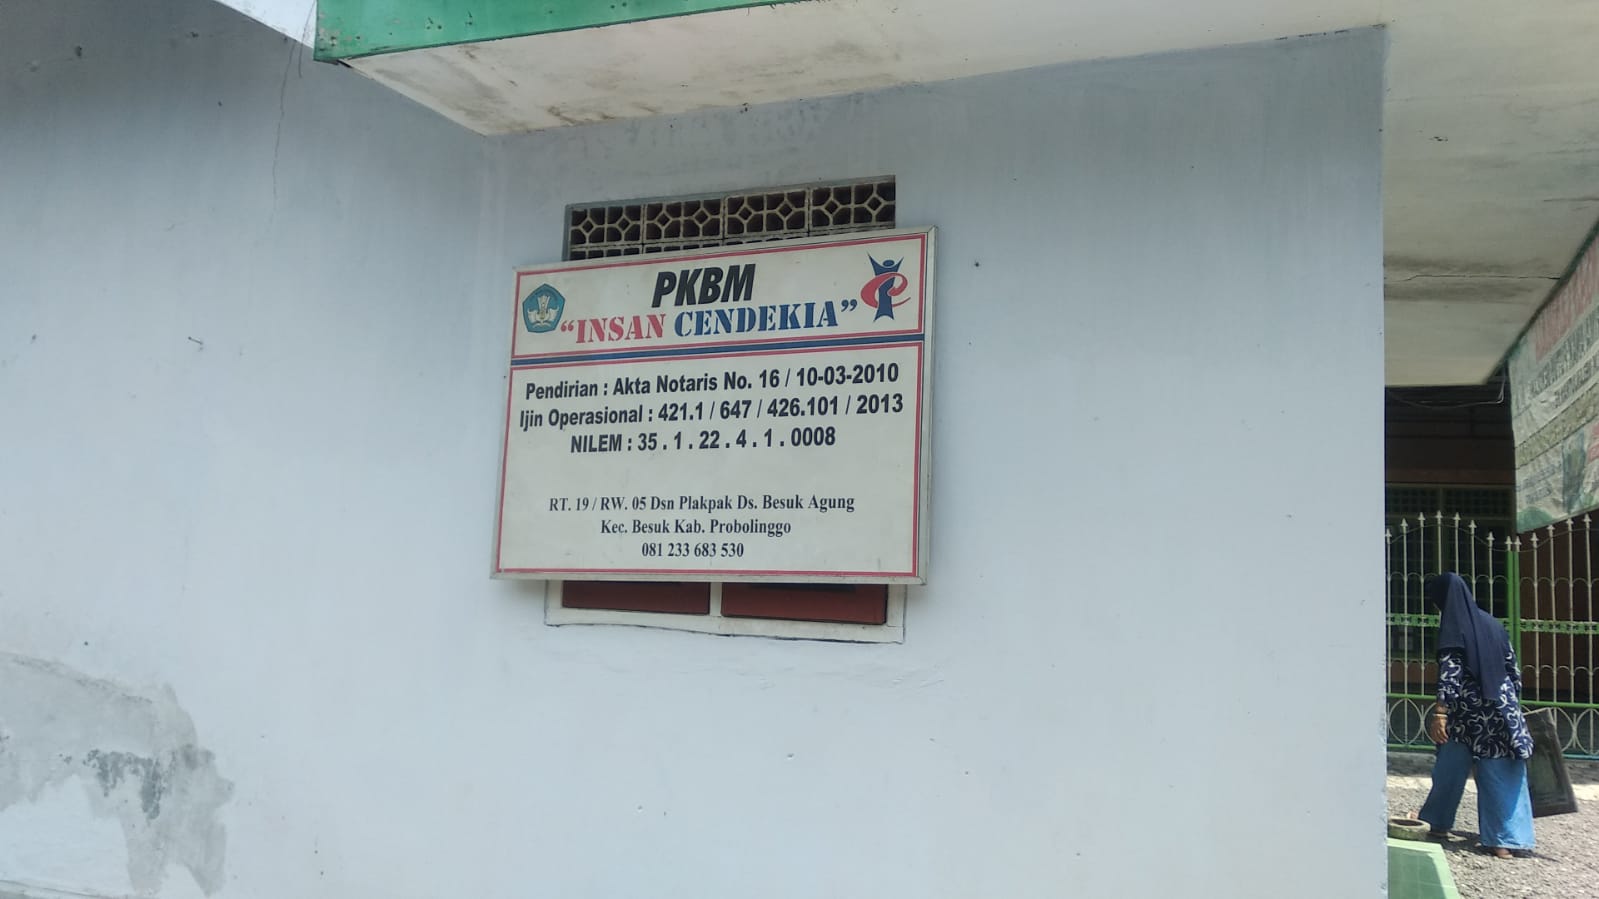 PKBM
"INSAN CENDEKIA"
Pendirian : Akta Notaris No. 16 / 10-03-2010
Ijin Operasional : 421.1 / 647 / 426.101 / 2013
NILEM : 35 . 1 . 22 . 4 . 1 . 0008
RT. 19 / RW. 05 Dsn Plakpak Ds. Besuk Agung
Kec. Besuk Kab. Probolinggo
081 233 683 530